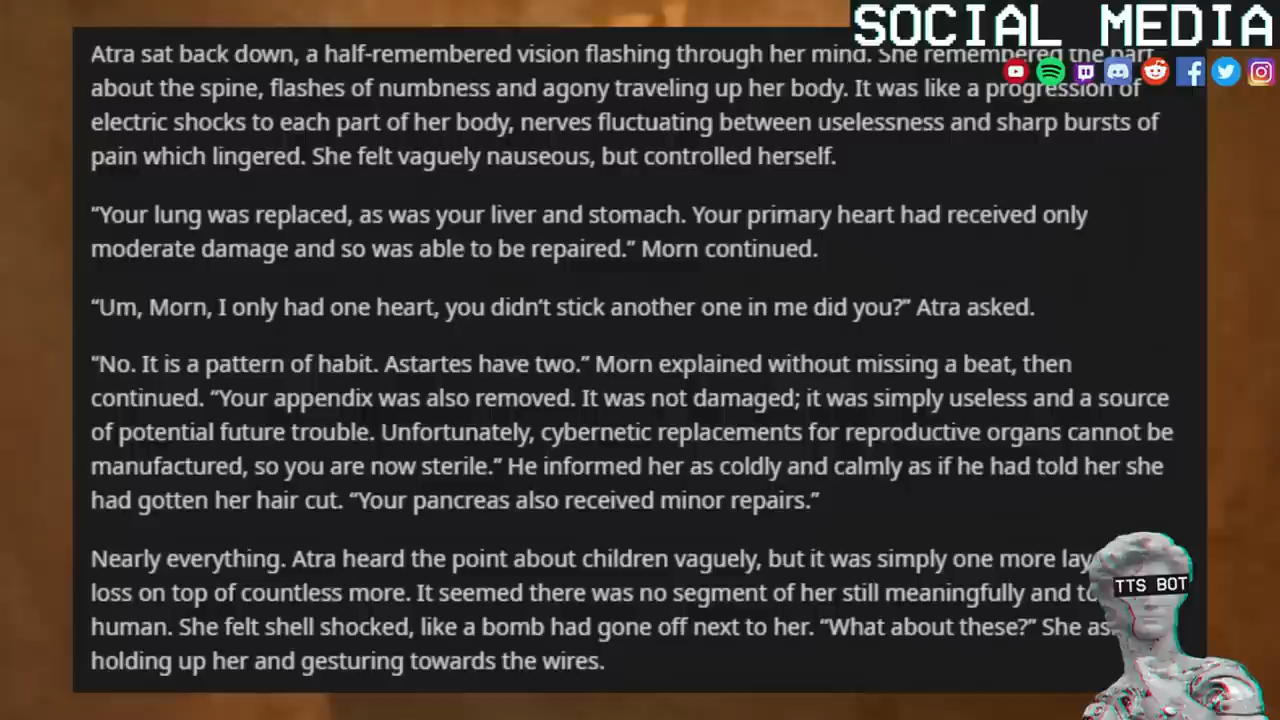 SOCIAL MEDIA
Atra sat back down, a half-remembered vision flashing through her mind. She remembered the part
about the spine, flashes of numbness and agony traveling up her body. It was like a progression of
electric shocks to each part of her body, nerves fluctuating between uselessness and sharp bursts of
pain which lingered. She felt vaguely nauseous, but controlled herself.
“Your lung was replaced, as was your liver and stomach. Your primary heart had received only
moderate damage and so was able to be repaired.” Morn continued.
“Um, Morn, I only had one heart, you didn’t stick another one in me did you?” Atra asked.
“No. It is a pattern of habit. Astartes have two.” Morn explained without missing a beat, then
continued. “Your appendix was also removed. It was not damaged; it was simply useless and a source
of potential future trouble. Unfortunately, cybernetic replacements for reproductive organs cannot be
manufactured, so you are now sterile.” He informed her as coldly and calmly as if he had told her she
had gotten her hair cut. “Your pancreas also received minor repairs.”
Nearly everything. Atra heard the point about children vaguely, but it was simply one more
loss on top of countless more. It seemed there was no segment of her still meaningfully and
human. She felt shell shocked, like a bomb had gone off next to her. “What about these?” She
holding up her and gesturing towards the wires.
TTS BOT